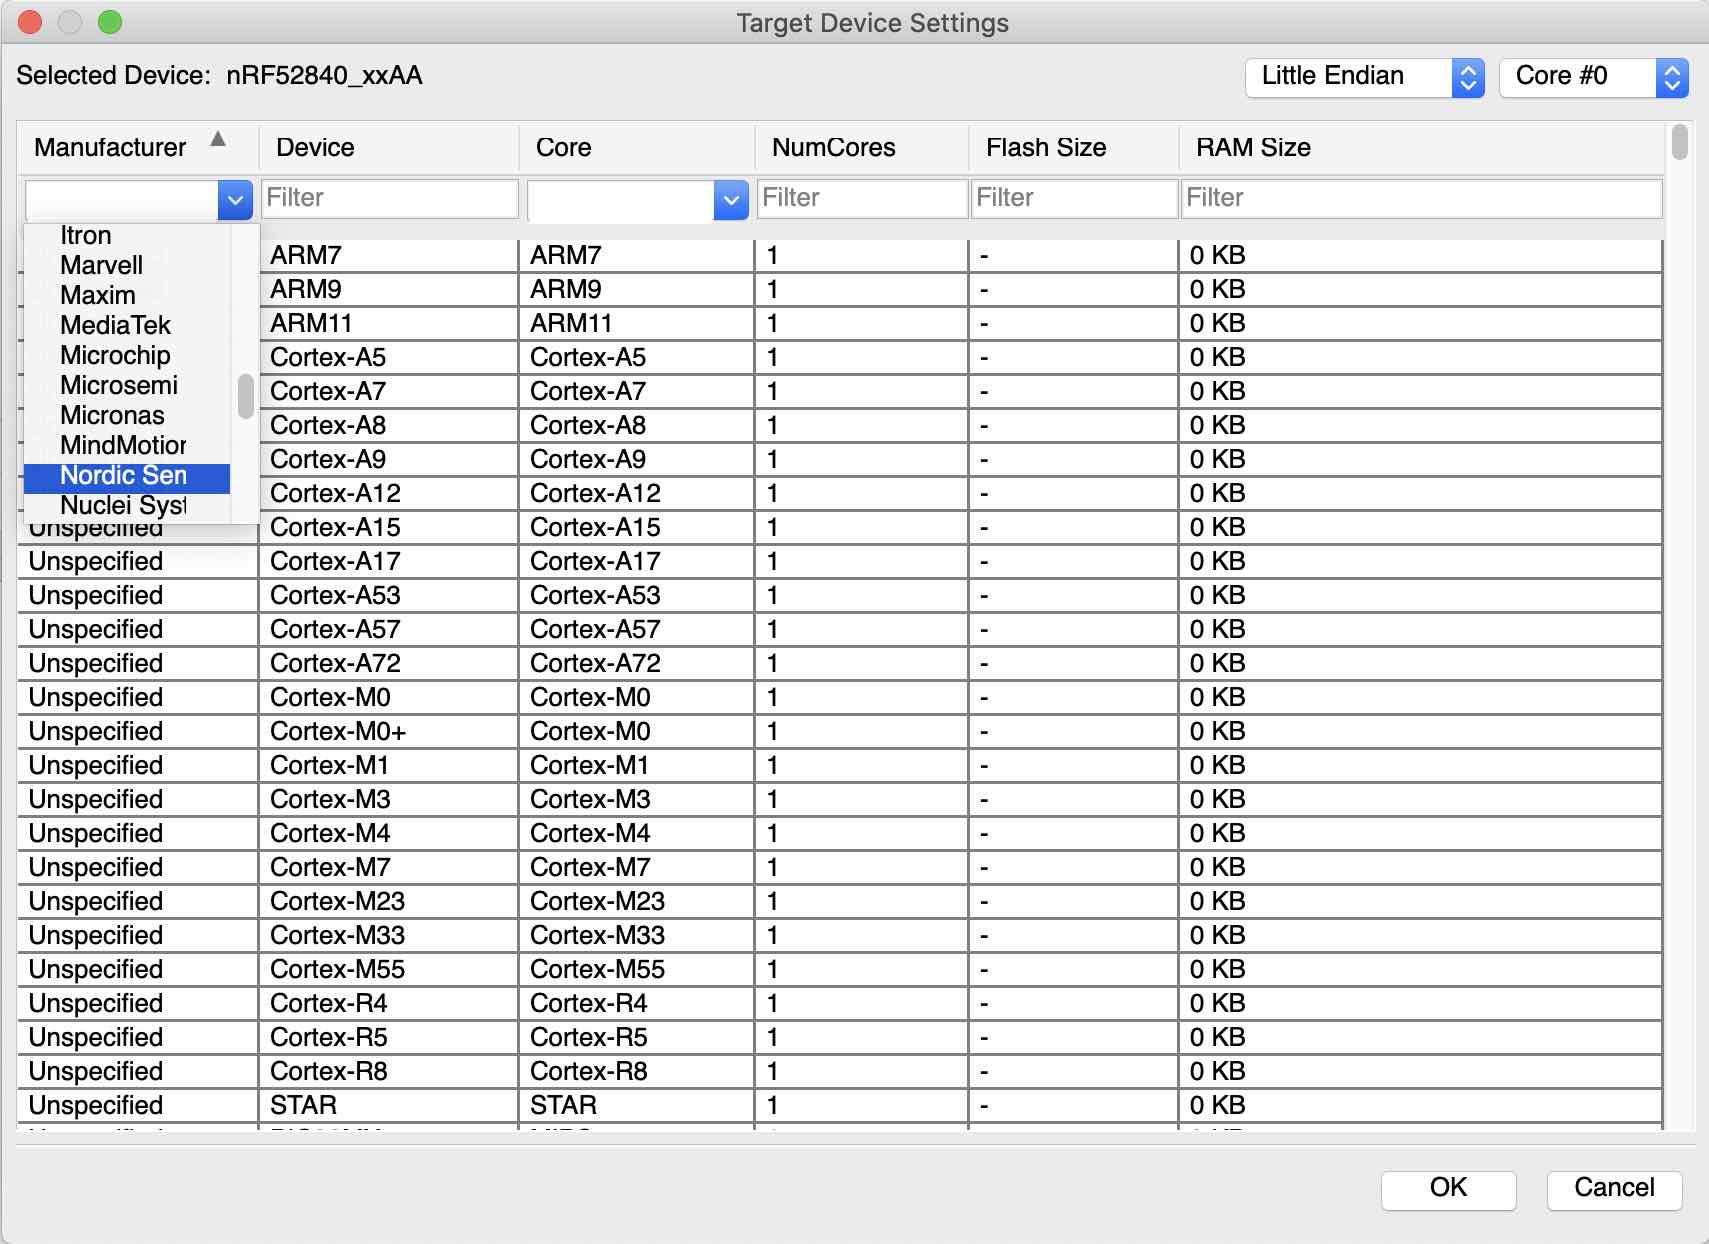 Target Device Settings
Selected Device: nRF52840_xxAA Little Endian Core #0
Manufacturer Device Core NumCores Flash Size RAM Size
Filter Filter Filter Filter
Itron
Marvell
Maxim
MediaTek
Microchip
Microsemi
Micronas
MindMotion
Nordic Sen
Nuclei Syst
ARM7 ARM7 1 - 0 KB
ARM9 ARM9 1 - 0 KB
ARM11 ARM11 1 - 0 KB
Cortex-A5 Cortex-A5 1 - 0 KB
Cortex-A7 Cortex-A7 1 - 0 KB
Cortex-A8 Cortex-A8 1 - 0 KB
Cortex-A9 Cortex-A9 1 - 0 KB
Cortex-A12 Cortex-A12 1 - 0 KB
Unspecified Cortex-A15 Cortex-A15 1 - 0 KB
Unspecified Cortex-A17 Cortex-A17 1 - 0 KB
Unspecified Cortex-A53 Cortex-A53 1 - 0 KB
Unspecified Cortex-A57 Cortex-A57 1 - 0 KB
Unspecified Cortex-A72 Cortex-A72 1 - 0 KB
Unspecified Cortex-M0 Cortex-M0 1 - 0 KB
Unspecified Cortex-M0+ Cortex-M0 1 - 0 KB
Unspecified Cortex-M1 Cortex-M1 1 - 0 KB
Unspecified Cortex-M3 Cortex-M3 1 - 0 KB
Unspecified Cortex-M4 Cortex-M4 1 - 0 KB
Unspecified Cortex-M7 Cortex-M7 1 - 0 KB
Unspecified Cortex-M23 Cortex-M23 1 - 0 KB
Unspecified Cortex-M33 Cortex-M33 1 - 0 KB
Unspecified Cortex-M55 Cortex-M55 1 - 0 KB
Unspecified Cortex-R4 Cortex-R4 1 - 0 KB
Unspecified Cortex-R5 Cortex-R5 1 - 0 KB
Unspecified Cortex-R8 Cortex-R8 1 - 0 KB
Unspecified STAR STAR 1 - 0 KB
OK Cancel